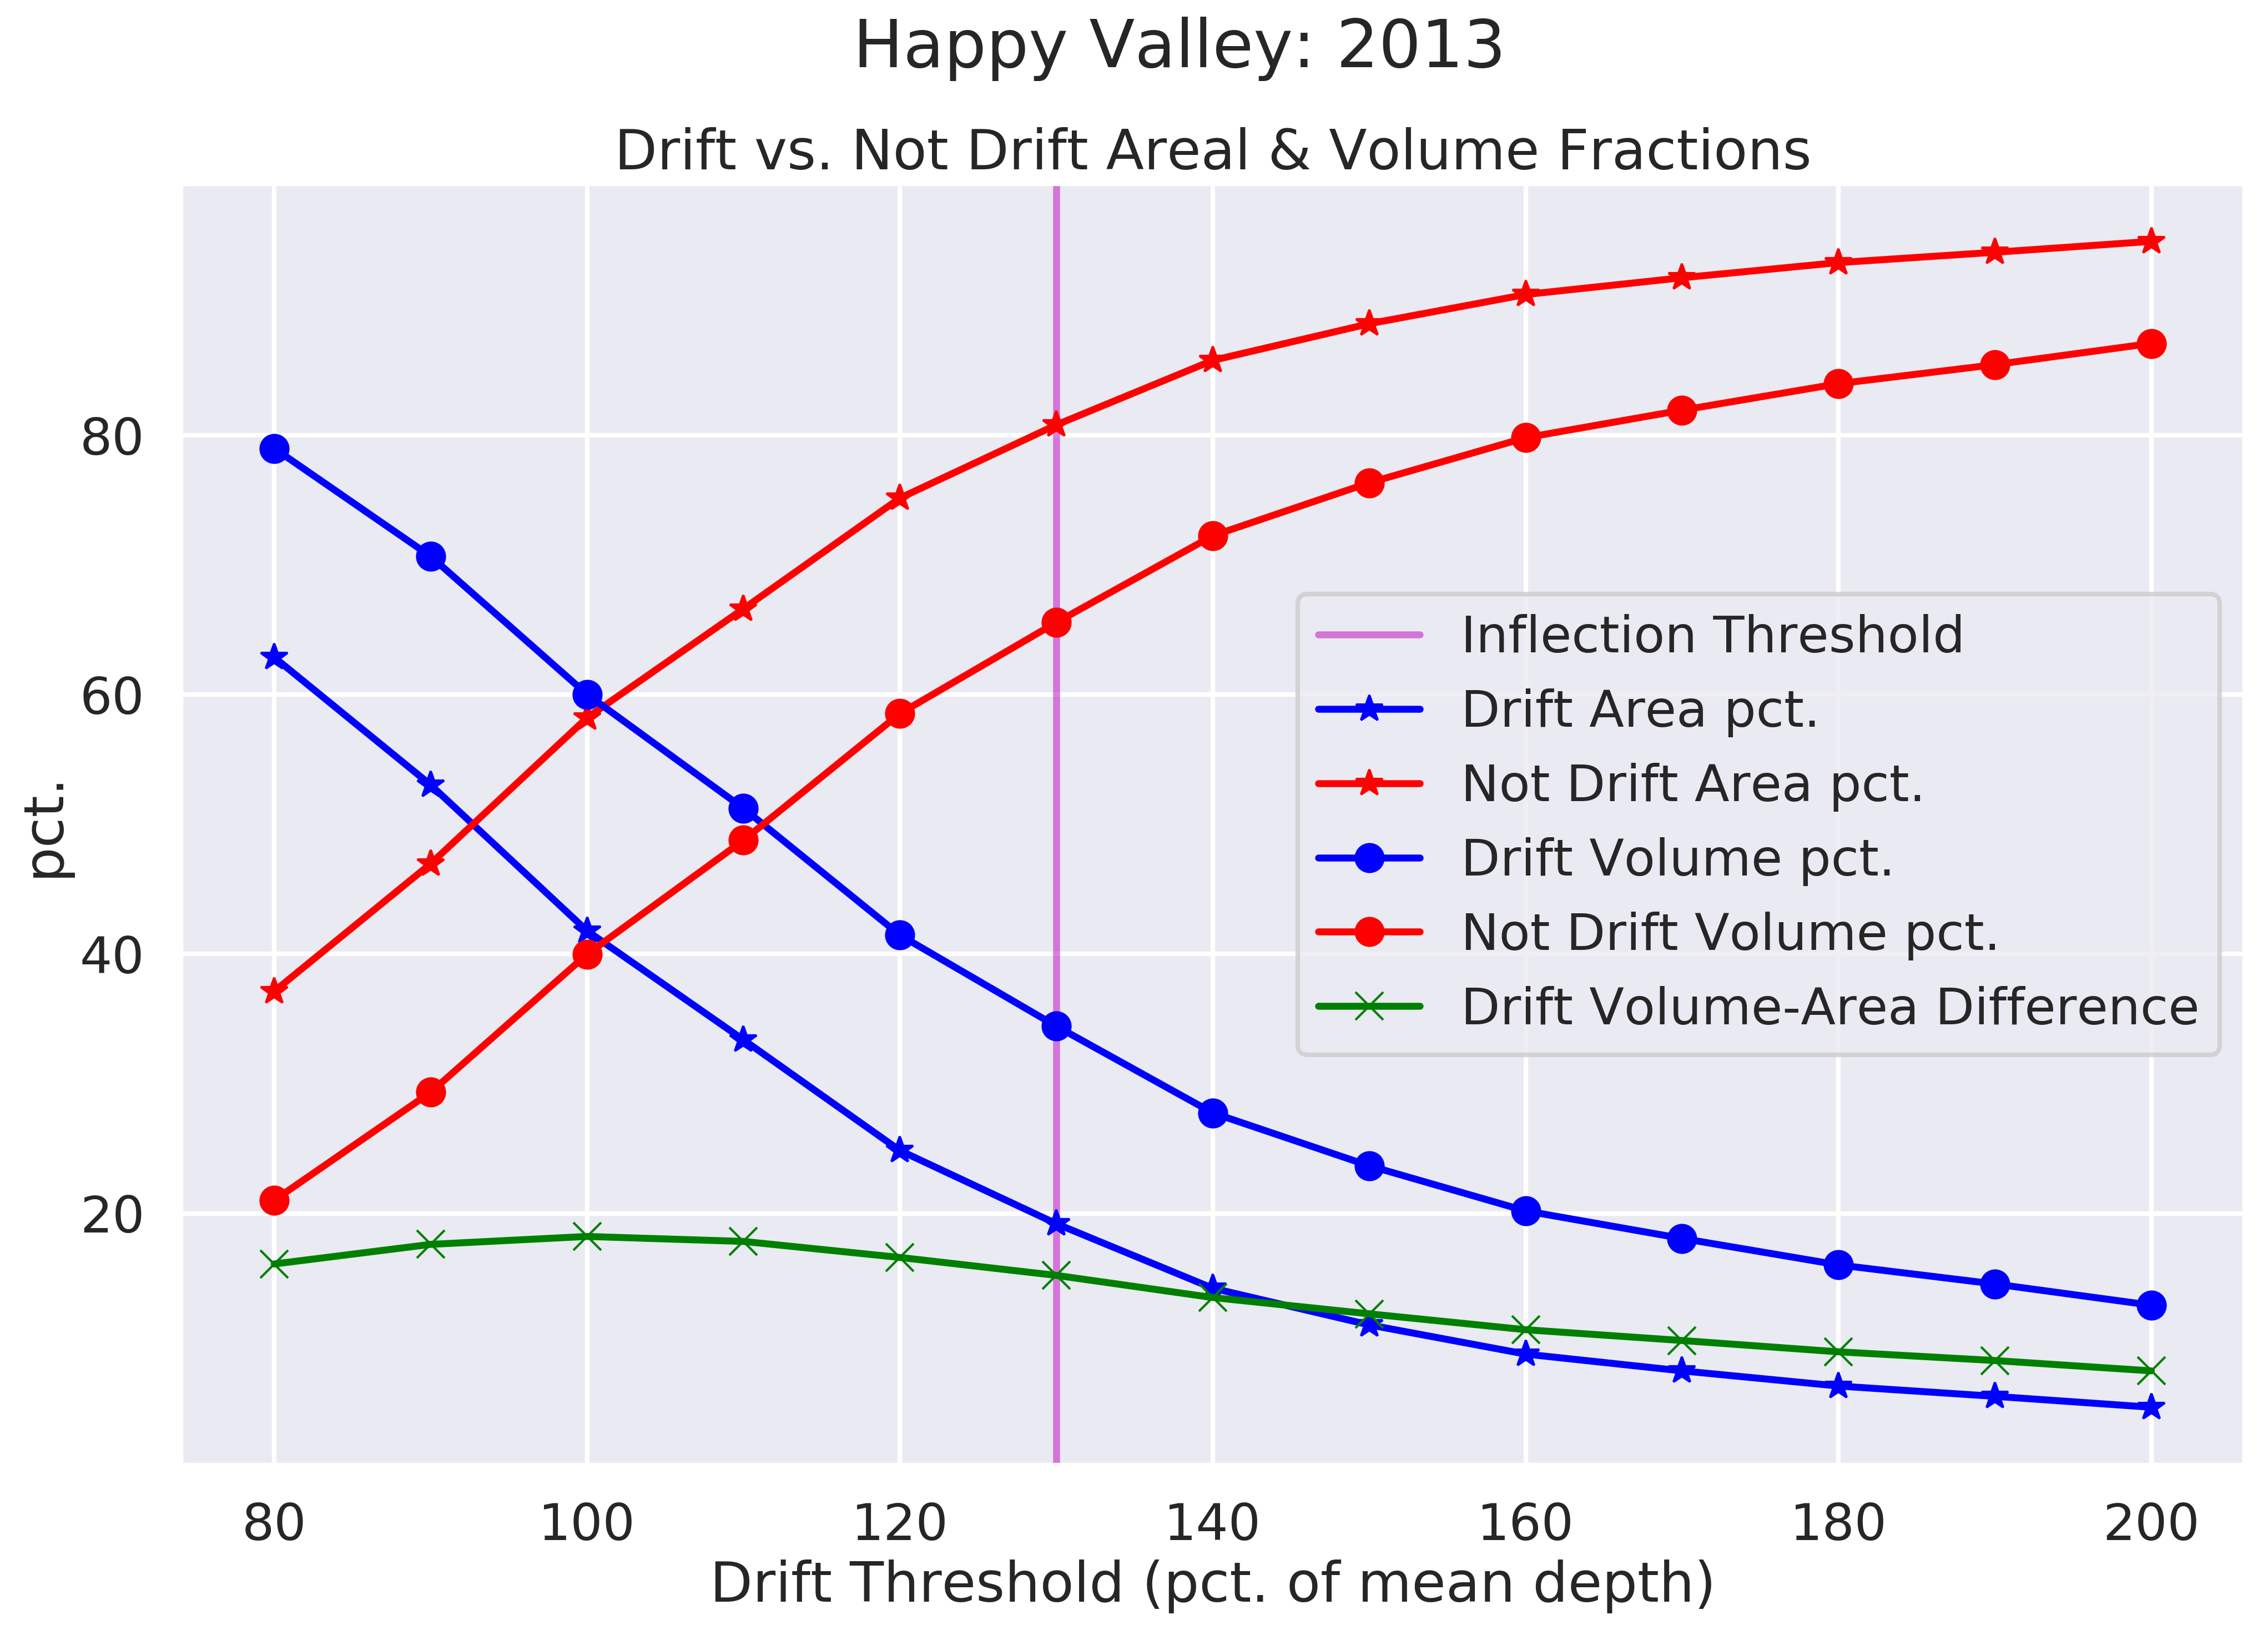 Happy Valley: 2013
Drift vs. Not Drift Areal & Volume Fractions
pct.
80
60
40
20
Inflection Threshold
Drift Area pct.
Not Drift Area pct.
Drift Volume pct.
Not Drift Volume pct.
Drift Volume-Area Difference
80 100 120 140 160 180 200
Drift Threshold (pct. of mean depth)